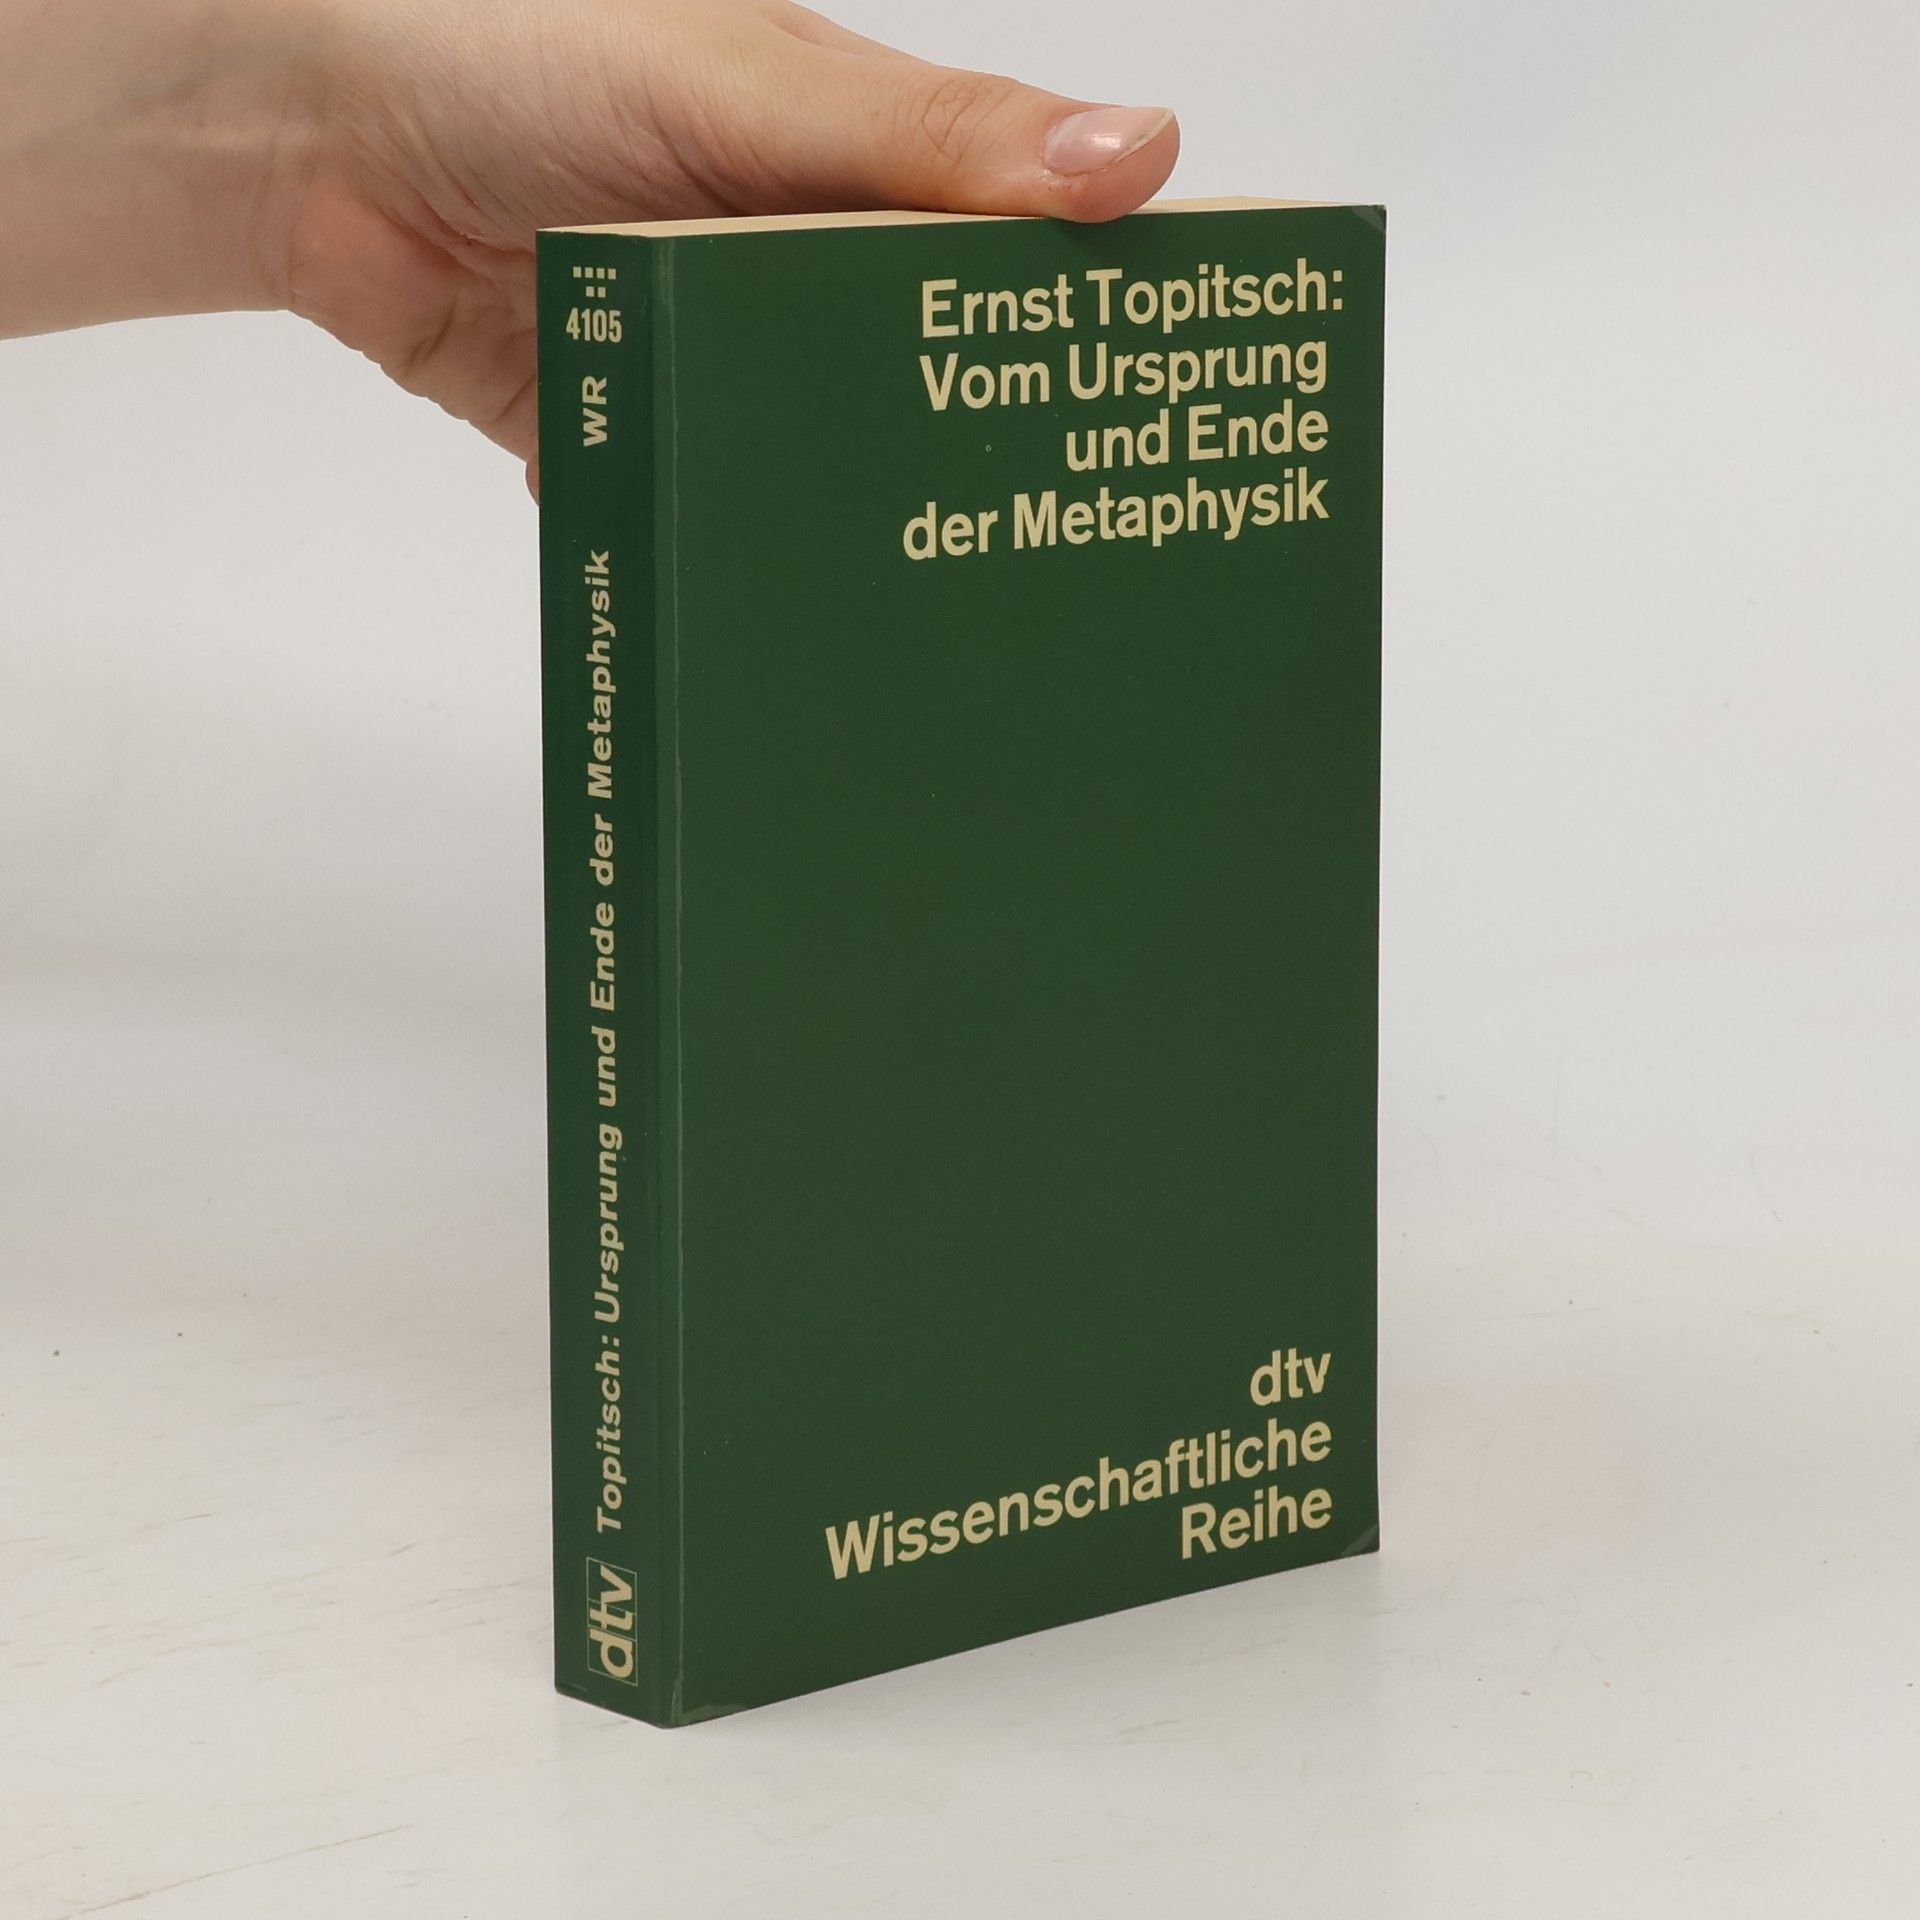 Ernst Topitsch:
Vom Ursprung
und Ende
der Metaphysik
dtv
Wissenschaftliche
Reihe
4105
WR
Topitsch: Ursprung und Ende der Metaphysik
dtv